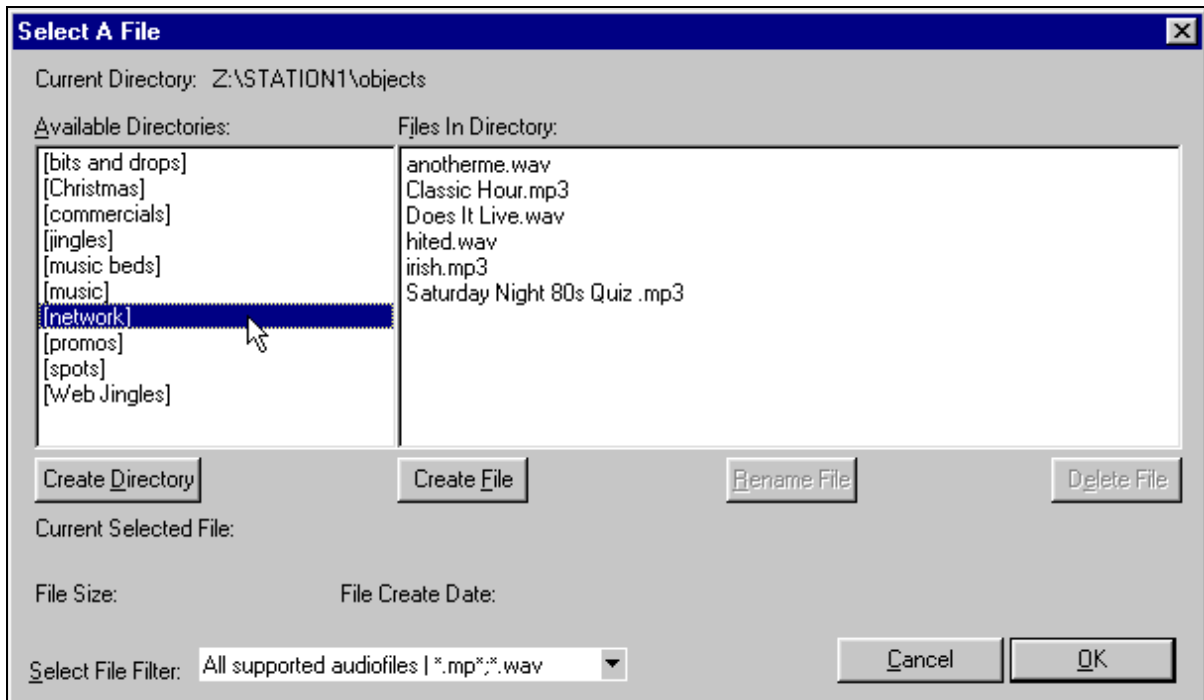 Select A File
Current Directory: Z:\STATION1\objects
Available Directories:
[bits and drops]
[Christmas]
[commercials]
[jingles]
[music beds]
[music]
[network]
[promos]
[spots]
[Web Jingles]
Files In Directory:
anotherme.wav
Classic Hour.mp3
Does It Live.wav
hited.wav
irish.mp3
Saturday Night 80s Quiz .mp3
Create Directory
Create File
Rename File
Delete File
Current Selected File:
File Size:
File Create Date:
Select File Filter: All supported audiofiles | *.mp*;*.wav
Cancel
OK